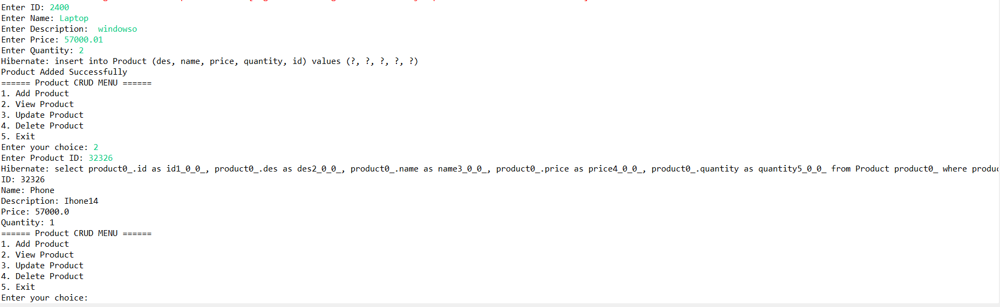 Enter ID: 2400
Enter Name: Laptop
Enter Description:  windowso
Enter Price: 57000.01
Enter Quantity: 2
Hibernate: insert into Product (des, name, price, quantity, id) values (?, ?, ?, ?, ?)
Product Added Successfully
====== Product CRUD MENU ======
1. Add Product
2. View Product
3. Update Product
4. Delete Product
5. Exit
Enter your choice: 2
Enter Product ID: 32326
Hibernate: select product0_.id as id1_0_0_, product0_.des as des2_0_0_, product0_.name as name3_0_0_, product0_.price as price4_0_0_, product0_.quantity as quantity5_0_0_ from Product product0_ where
ID: 32326
Name: Phone
Description: Ihone14
Price: 57000.0
Quantity: 1
====== Product CRUD MENU ======
1. Add Product
2. View Product
3. Update Product
4. Delete Product
5. Exit
Enter your choice: